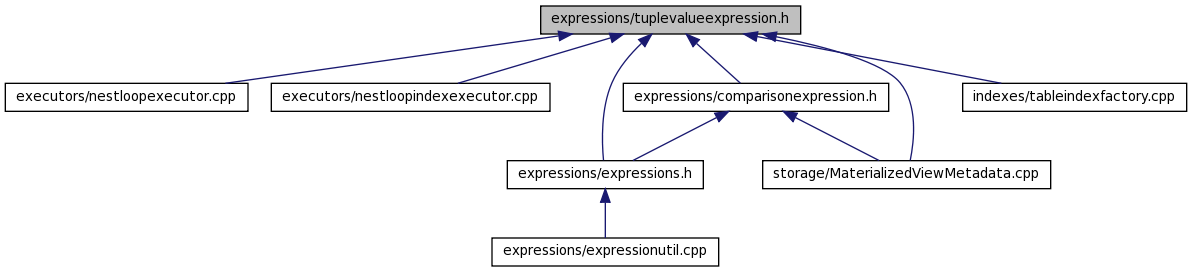 expressions/tuplevalueexpression.h
executors/nestloopexecutor.cpp
executors/nestloopindexexecutor.cpp
expressions/comparisonexpression.h
indexes/tableindexfactory.cpp
expressions/expressions.h
storage/MaterializedViewMetadata.cpp
expressions/expressionutil.cpp